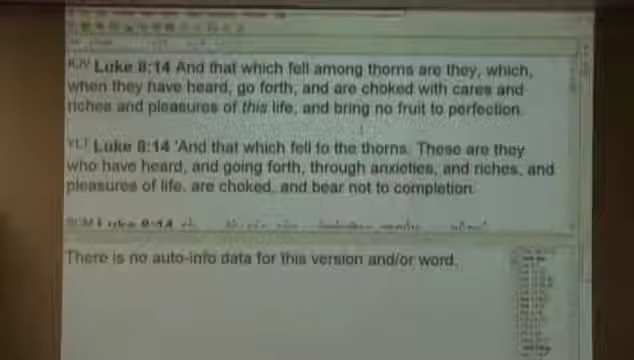 KJV Luke 8:14 And that which fell among thorns are they, which,
when they have heard, go forth, and are choked with cares and
riches and pleasures of this life, and bring no fruit to perfection.
YLT Luke 8:14 'And that which fell to the thorns: These are they
who have heard, and going forth, through anxieties, and riches, and
pleasures of life, are choked, and bear not to completion.
Luke 8:14
There is no auto-info data for this version and/or word.